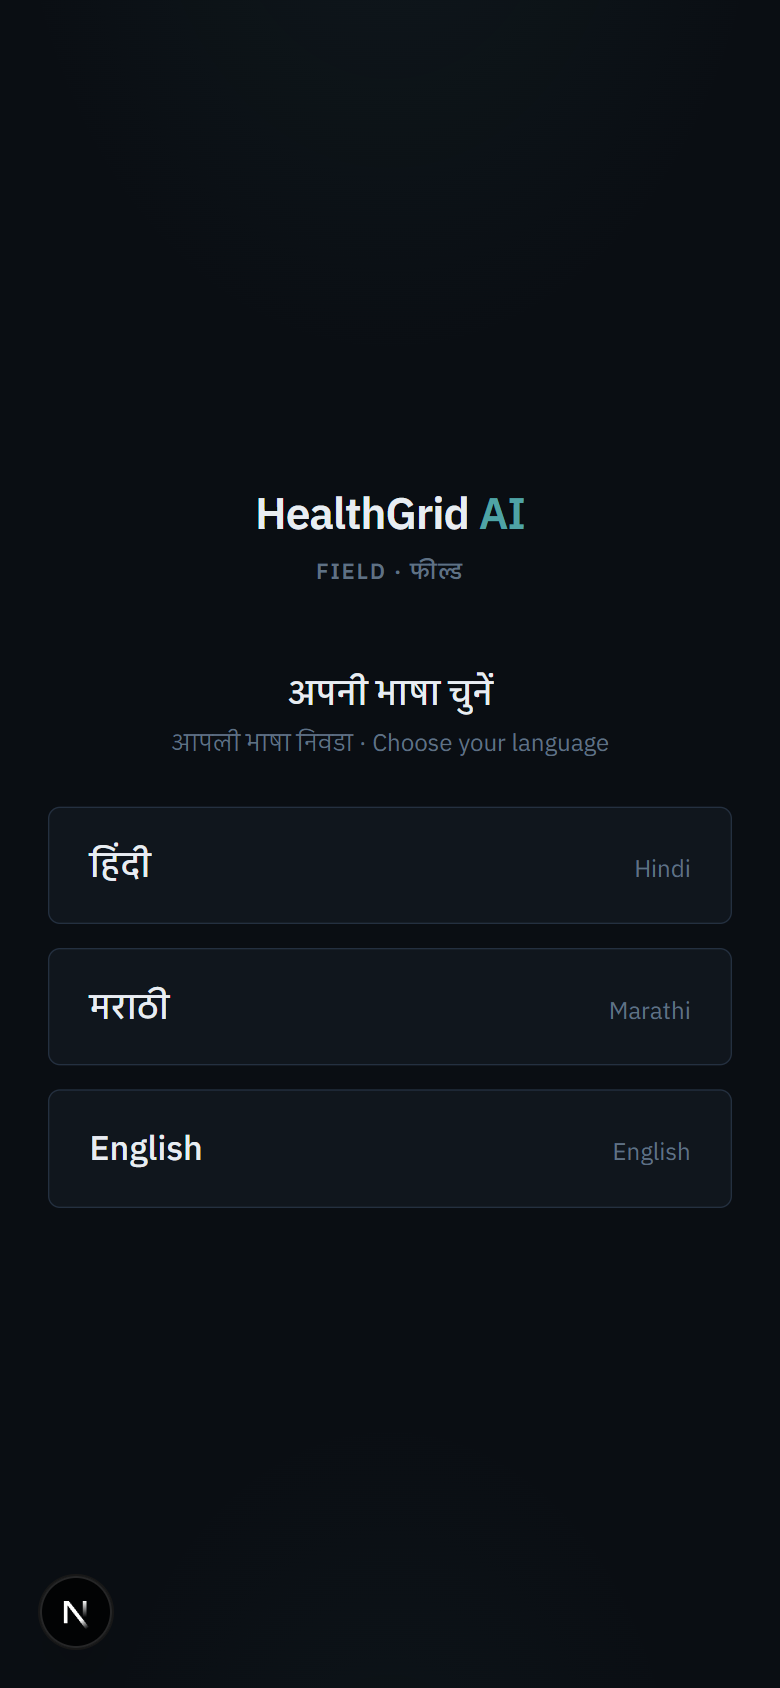 HealthGrid AI
FIELD · फील्ड
अपनी भाषा चुनें
आपली भाषा निवडा · Choose your language
हिंदी Hindi
मराठी Marathi
English English
N